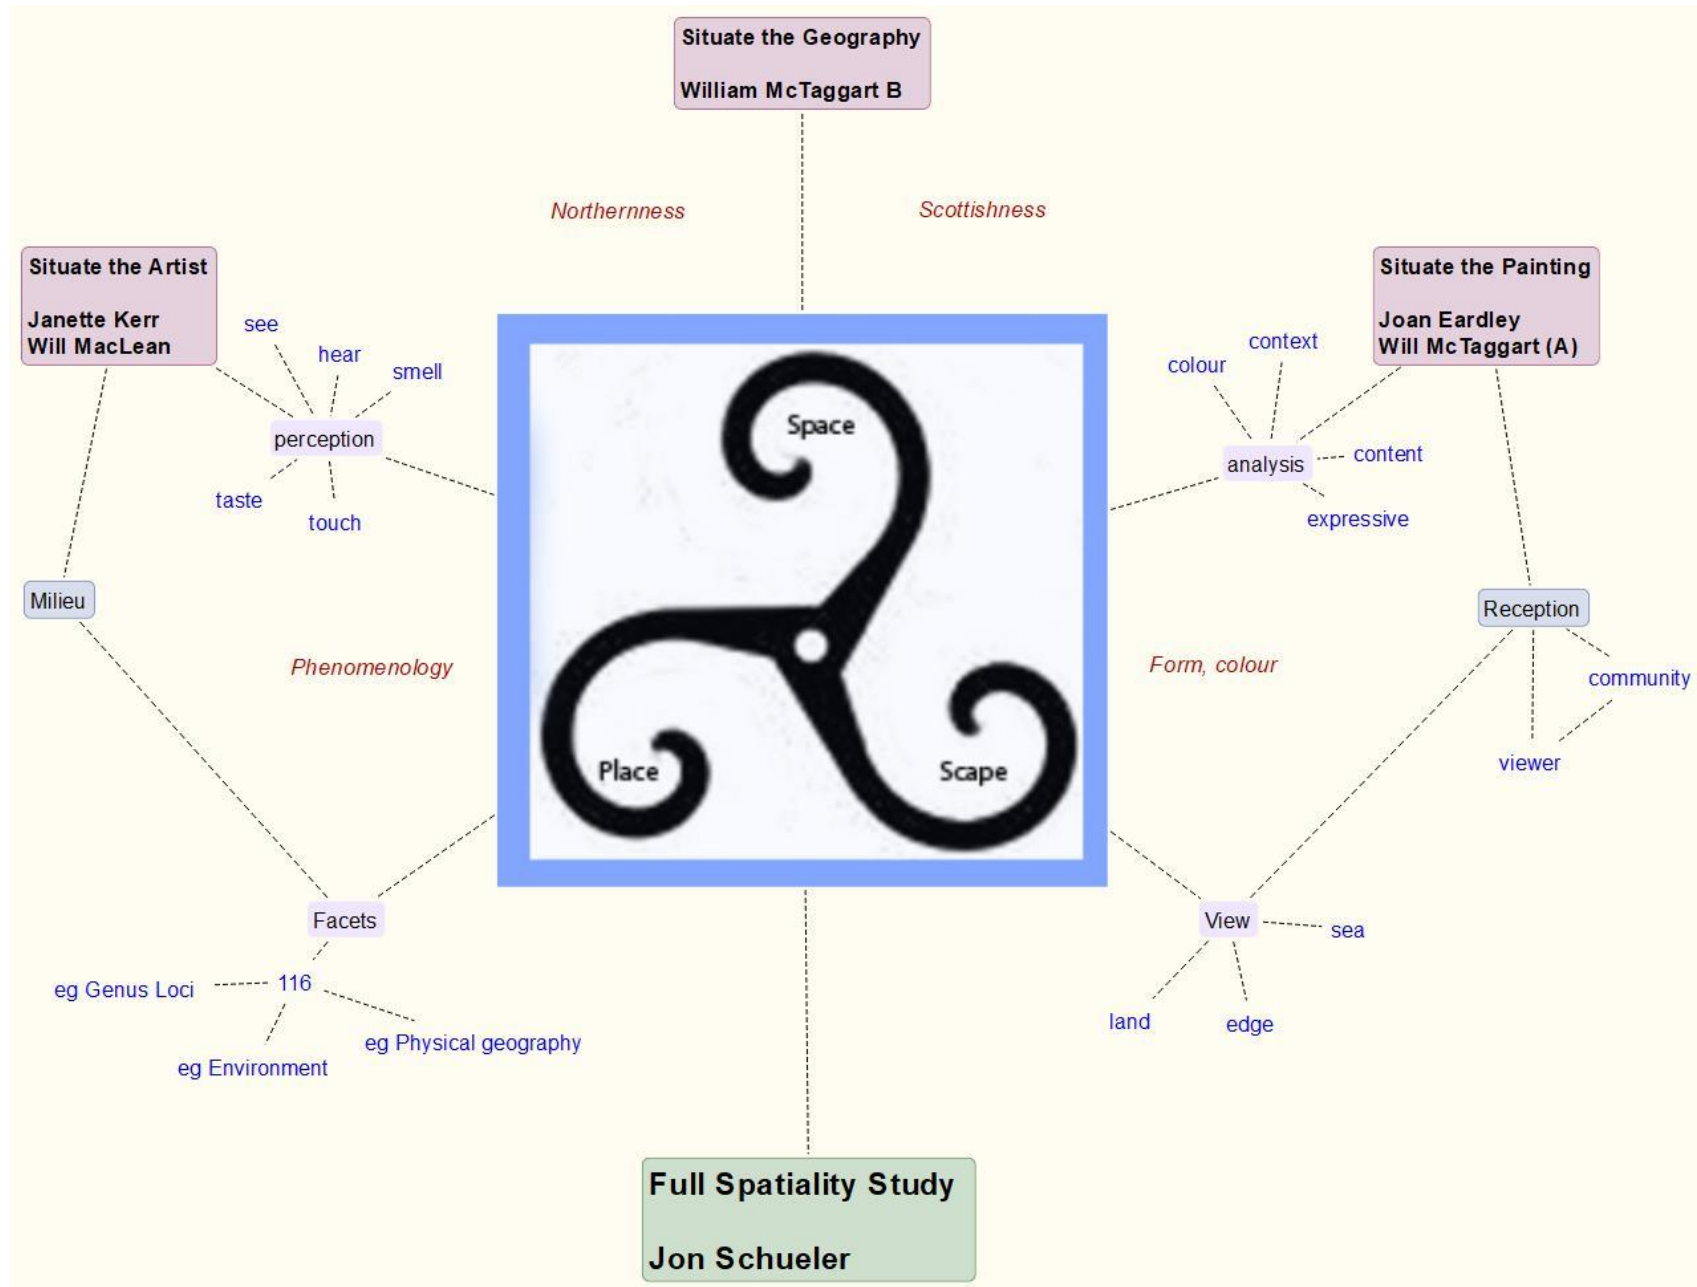 Situate the Geography
William McTaggart B
Northernness
Scottishness
Situate the Artist
Janette Kerr
Will MacLean
Situate the Painting
Joan Eardley
Will McTaggart (A)
see
hear
smell
perception
taste
touch
context
colour
analysis
content
expressive
Space
Place
Scape
Milieu
Reception
Phenomenology
Form, colour
community
viewer
Facets
116
eg Genus Loci
eg Physical geography
eg Environment
View
sea
land
edge
Full Spatiality Study
Jon Schueler